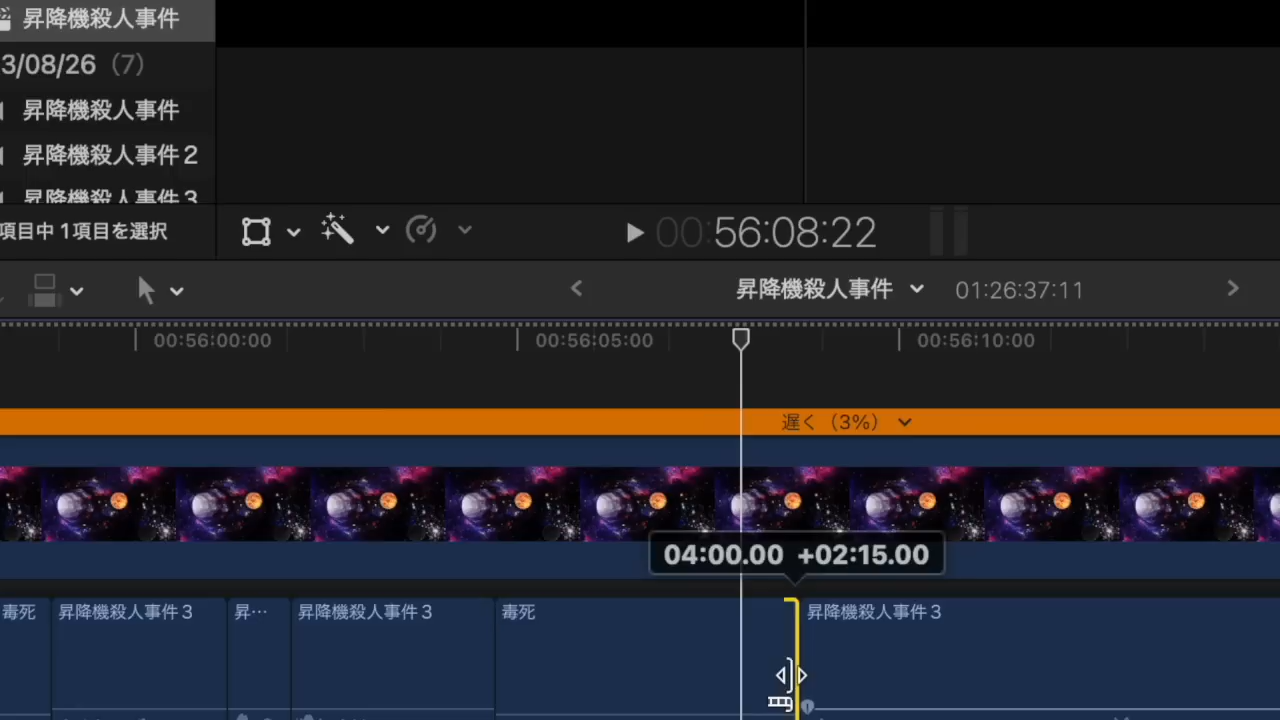 昇降機殺人事件
3/08/26 (7)
昇降機殺人事件
昇降機殺人事件2
昇降機殺人事件3
項目中 1項目を選択
00:56:08:22
昇降機殺人事件 01:26:37:11
00:56:00:00 00:56:05:00 00:56:10:00
遅く（3%）
04:00.00 +02:15.00
毒死 昇降機殺人事件3 昇… 昇降機殺人事件3 毒死 昇降機殺人事件3